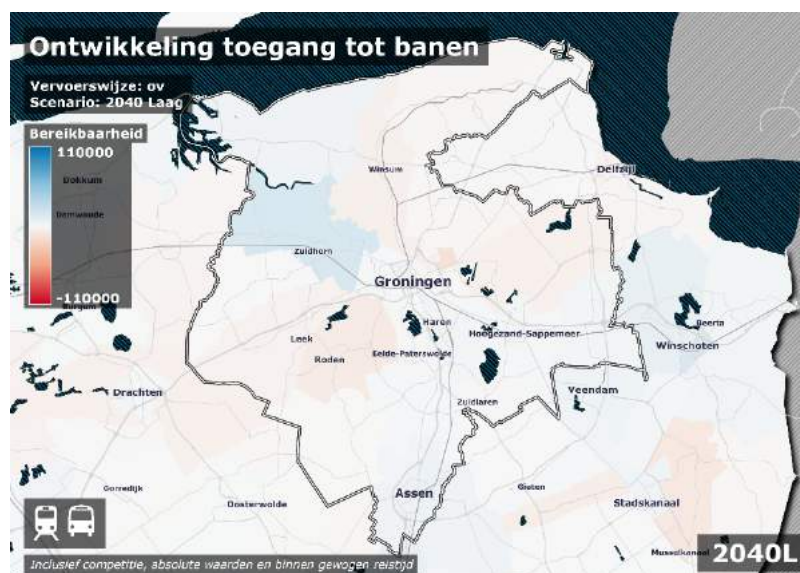 Ontwikkeling toegang tot banen
Vervoerswijze: ov
Scenario: 2040 Laag
Bereikbaarheid
110000
Dokkum
-110000
Winsum
Delfzijl
Zuidhorn
Groningen
Haren
Leek
Hoogezand-Sappemeer
Beerta
Roden
Eelde-Paterswolde
Winschoten
Drachten
Veendam
Zuidlaren
Gorredijk
Assen
Gieten
Oosterwolde
Stadskanaal
Musselkanaal
2040L
Inclusief competitie, absolute waarden en binnen gewogen reistijd